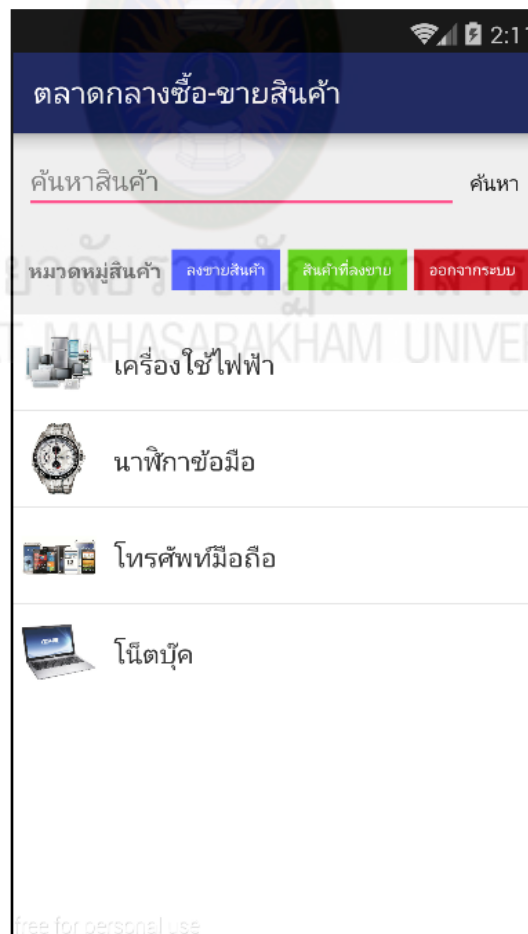 2:11
ตลาดกลางซื้อ-ขายสินค้า
ค้นหาสินค้า ค้นหา
หมวดหมู่สินค้า ลงขายสินค้า สินค้าที่ลงขาย ออกจากระบบ
MAHASARAKHAM UNIVER
เครื่องใช้ไฟฟ้า
นาฬิกาข้อมือ
โทรศัพท์มือถือ
โน็ตบุ๊ค
free for personal use